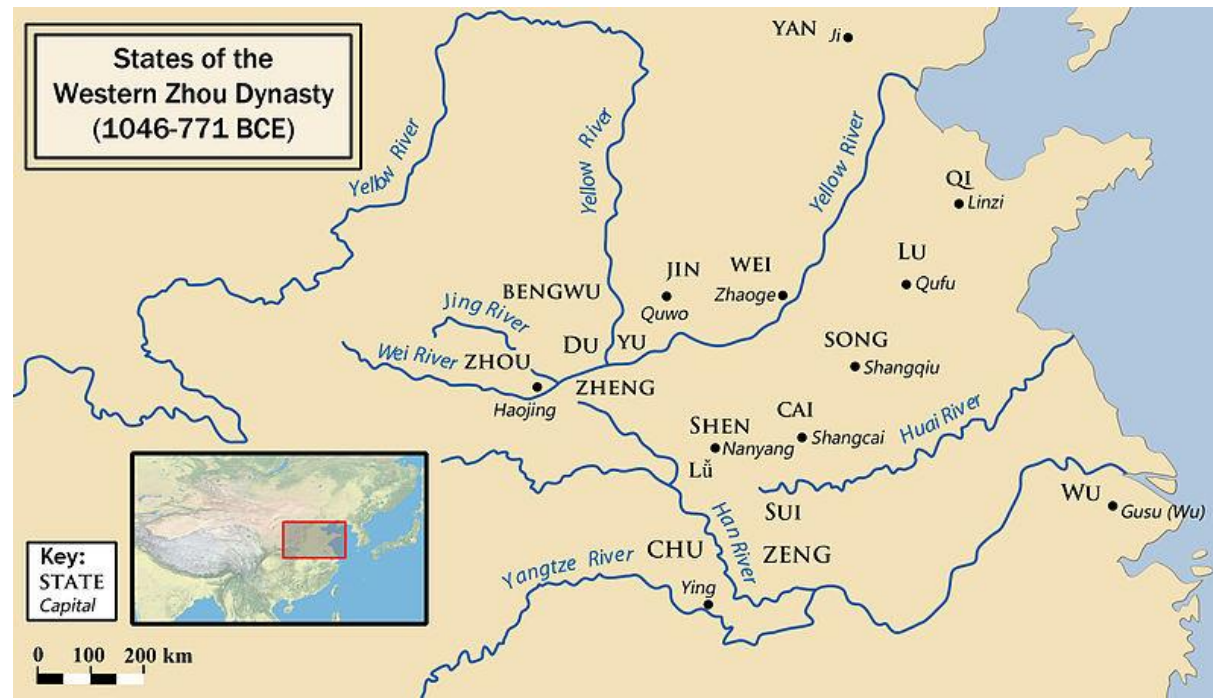 States of the
Western Zhou Dynasty
(1046-771 BCE)
YAN
Ji
Yellow River
Yellow River
Yellow River
QI
Linzi
LU
Qufu
JIN
Quwo
WEI
Zhaoge
BENGWU
Jing River
DU
YU
SONG
Shangqiu
Wei River
ZHOU
Haojing
ZHENG
SHEN
Nanyang
CAI
Shangcai
Huai River
Lǚ
SUI
WU
Gusu (Wu)
Han River
CHU
ZENG
Yangtze River
Ying
Key:
STATE
Capital
0 100 200 km